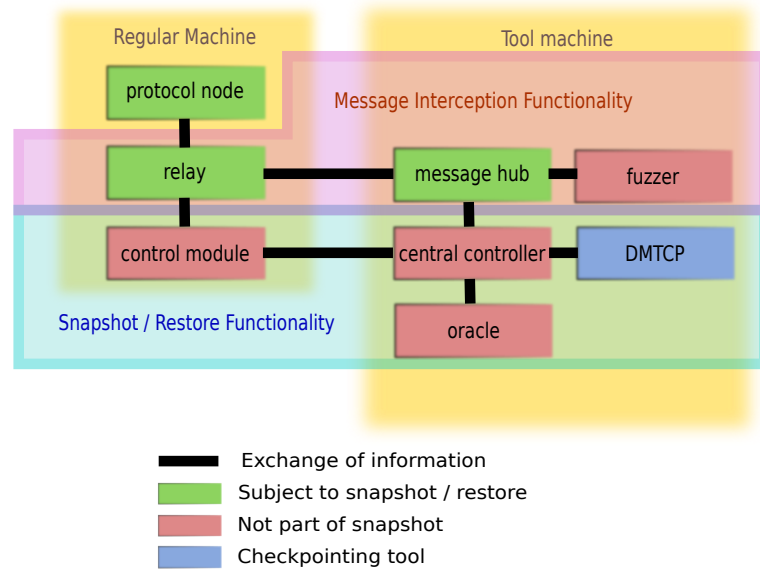 Regular Machine
Tool machine
protocol node
Message Interception Functionality
relay
message hub
fuzzer
control module
central controller
DMTCP
Snapshot / Restore Functionality
oracle
Exchange of information
Subject to snapshot / restore
Not part of snapshot
Checkpointing tool